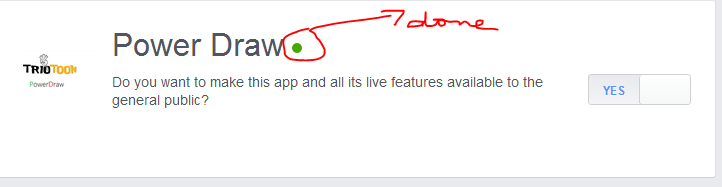 done
Power Draw
TRIOTOON
PowerDraw
Do you want to make this app and all its live features available to the
general public?
YES